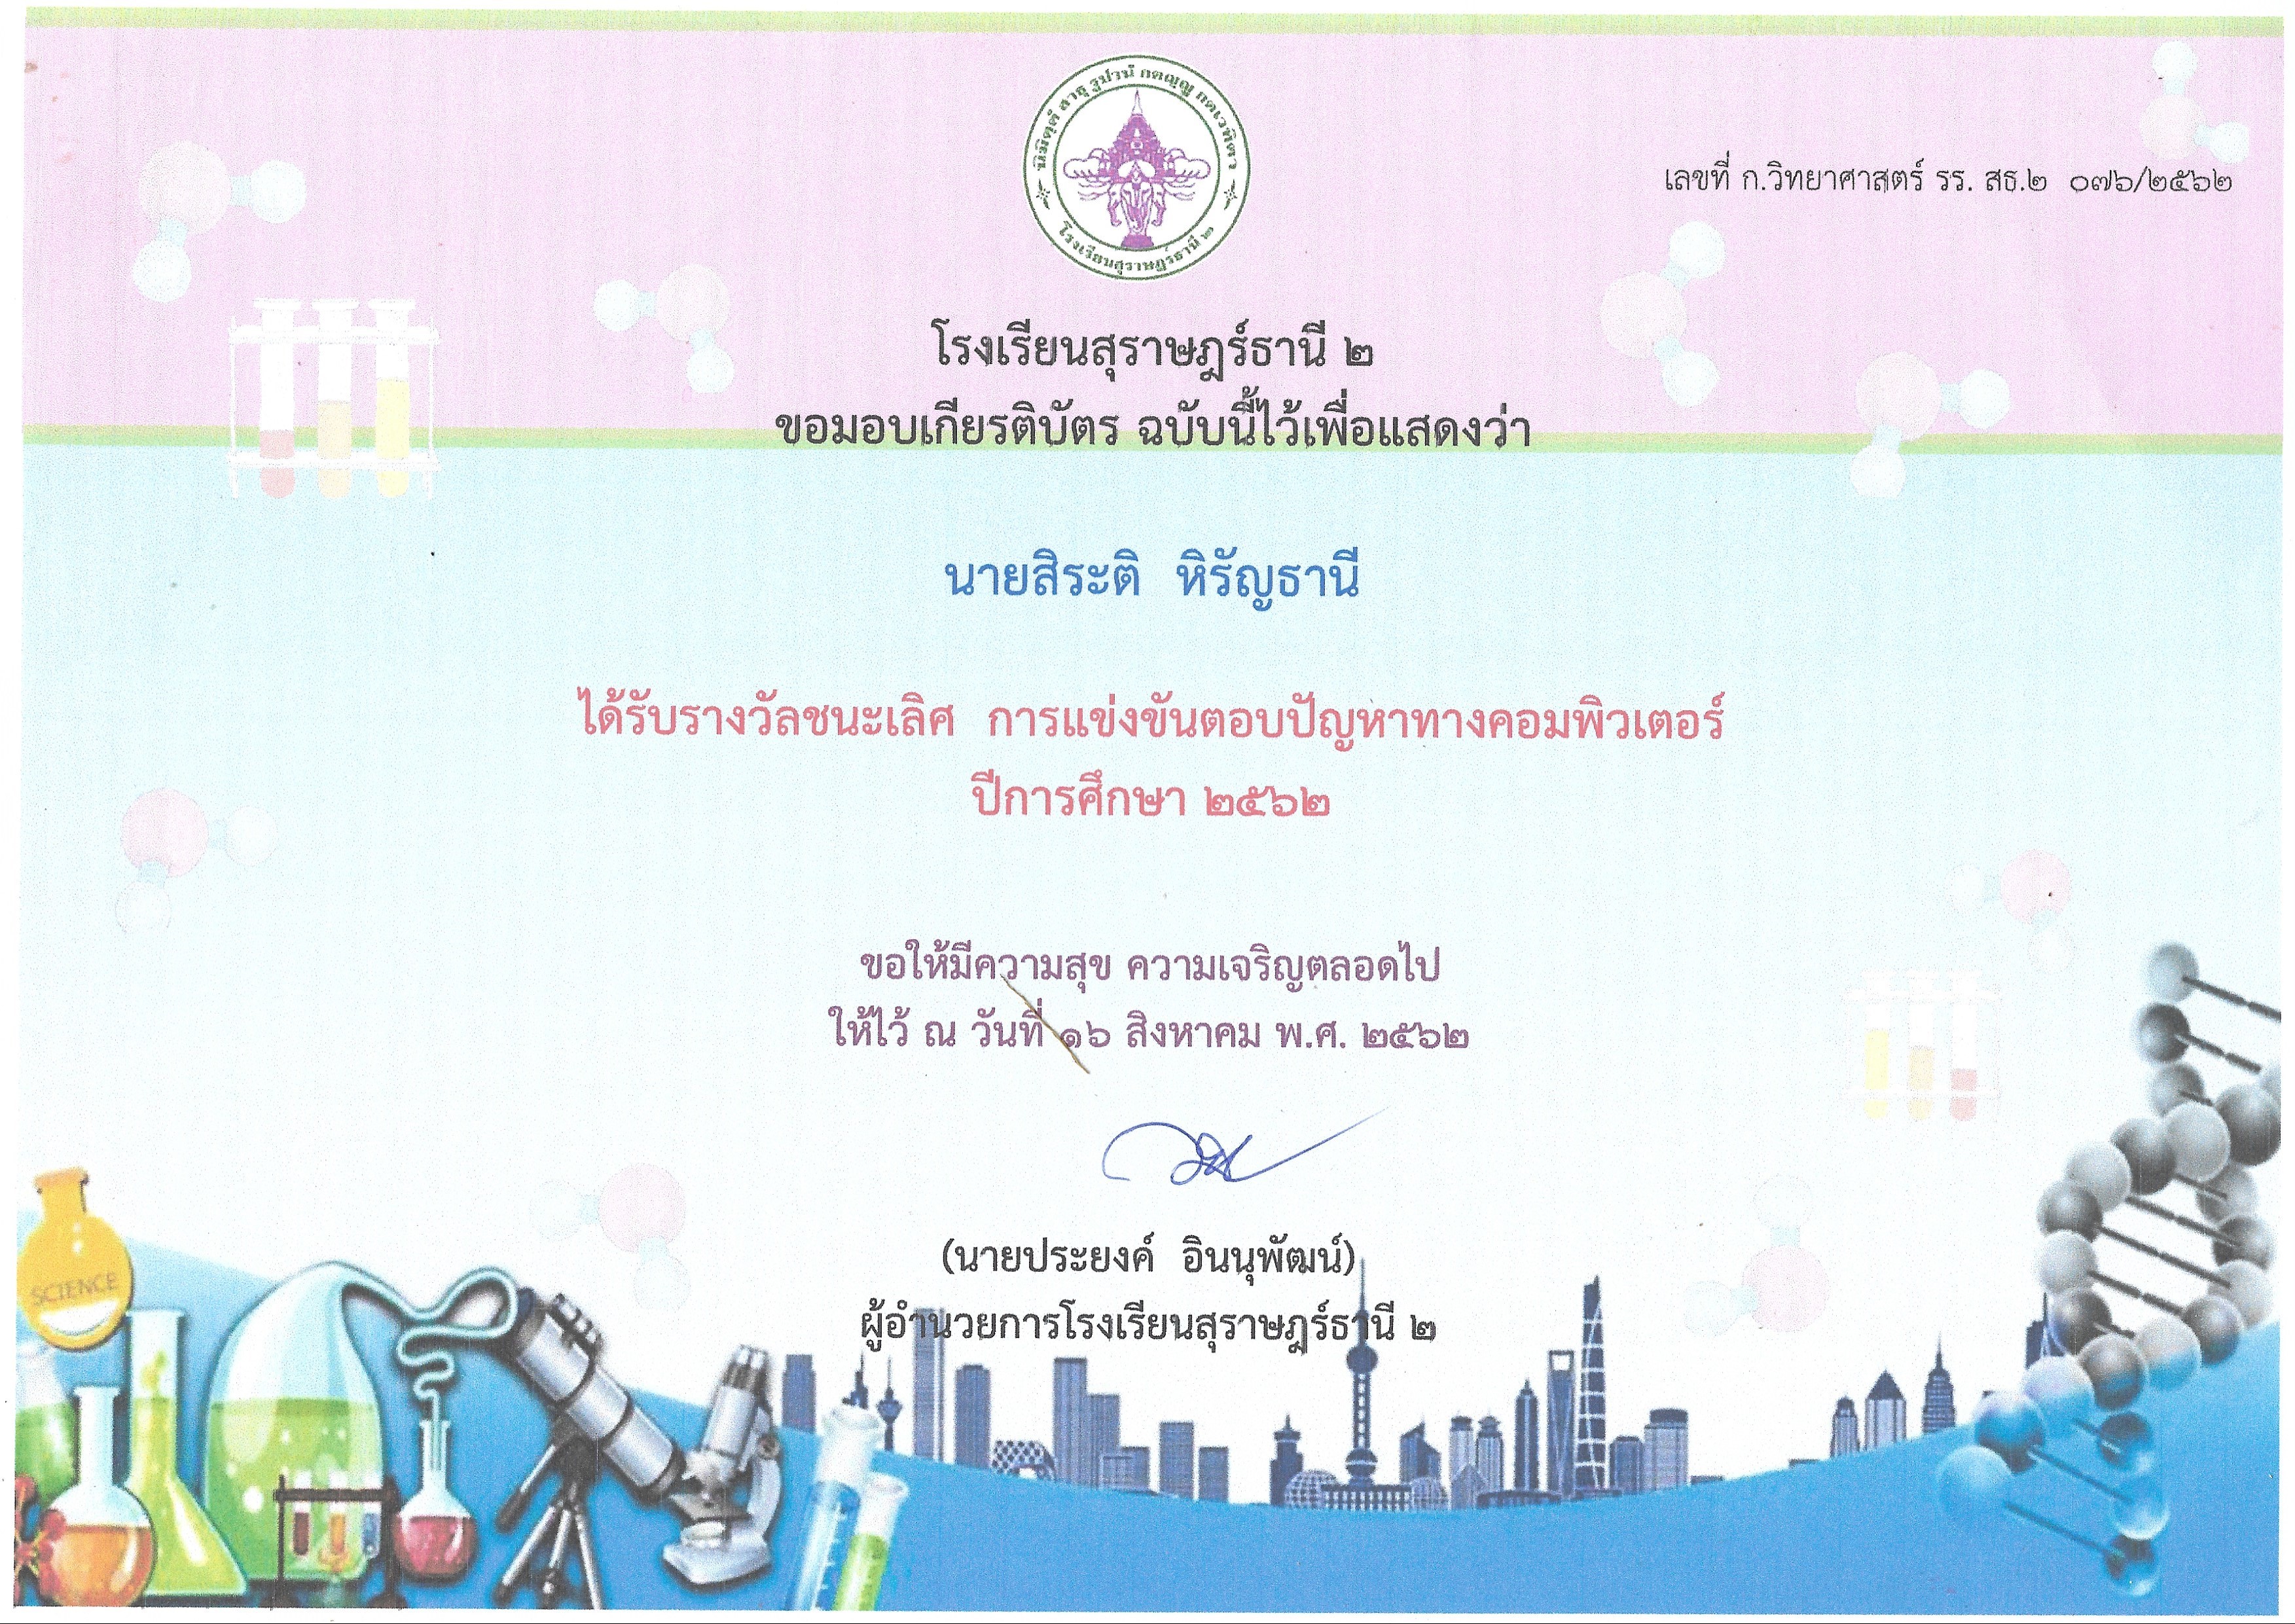 นิมิตฺตํ สาธุ รูปานํ กตญฺญู กตเวทิตา
โรงเรียนสุราษฎร์ธานี ๒
เลขที่ ก.วิทยาศาสตร์ รร. สธ.๒ ๐๗๖/๒๕๖๒
โรงเรียนสุราษฎร์ธานี ๒
ขอมอบเกียรติบัตร ฉบับนี้ไว้เพื่อแสดงว่า
นายสิระติ หิรัญธานี
ได้รับรางวัลชนะเลิศ การแข่งขันตอบปัญหาทางคอมพิวเตอร์
ปีการศึกษา ๒๕๖๒
ขอให้มีความสุข ความเจริญตลอดไป
ให้ไว้ ณ วันที่ ๑๖ สิงหาคม พ.ศ. ๒๕๖๒
(นายประยงค์ อินนุพัฒน์)
ผู้อำนวยการโรงเรียนสุราษฎร์ธานี ๒
SCIENCE